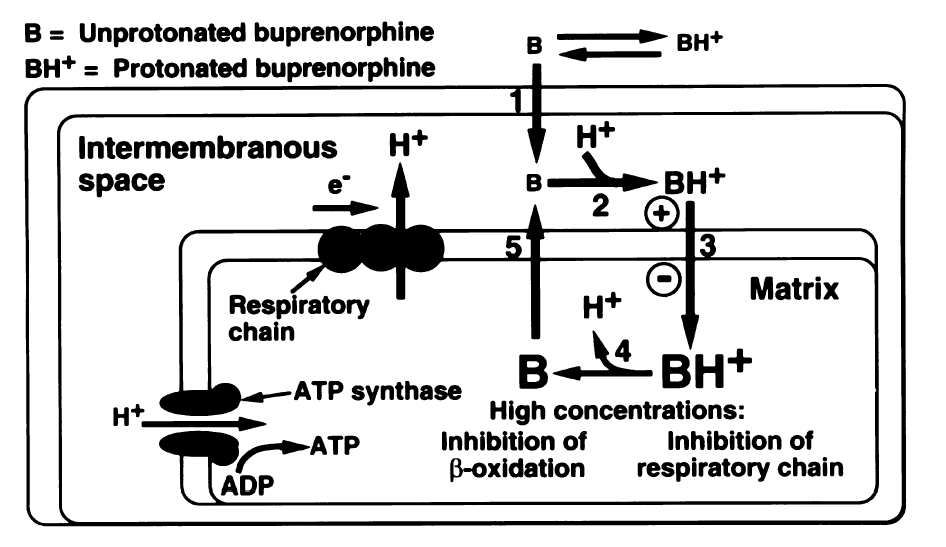 B = Unprotonated buprenorphine
BH+ = Protonated buprenorphine
B
BH+
1
Intermembranous
space
H+
e-
H+
B
2
BH+
+
3
5
-
Matrix
Respiratory
chain
H+
4
B
BH+
ATP synthase
H+
ATP
ADP
High concentrations:
Inhibition of
β-oxidation
Inhibition of
respiratory chain